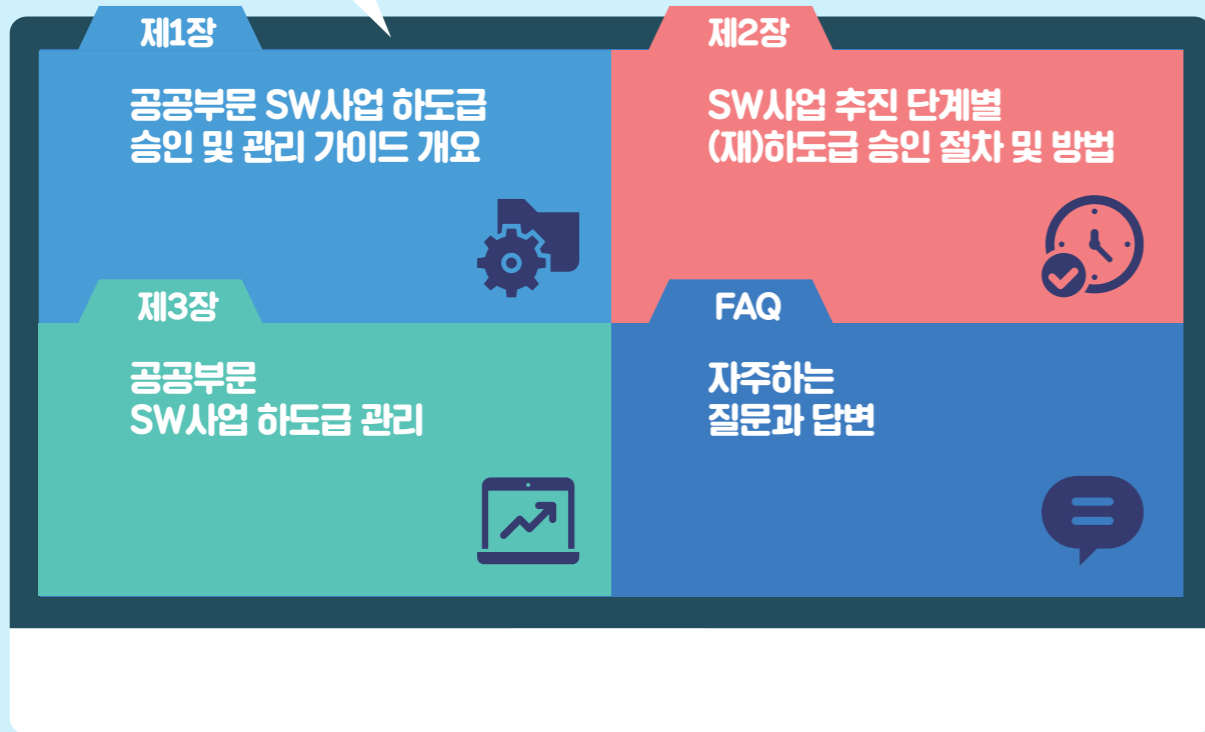 제1장
공공부문 SW사업 하도급
승인 및 관리 가이드 개요
제2장
SW사업 추진 단계별
(재)하도급 승인 절차 및 방법
제3장
공공부문
SW사업 하도급 관리
FAQ
자주하는
질문과 답변